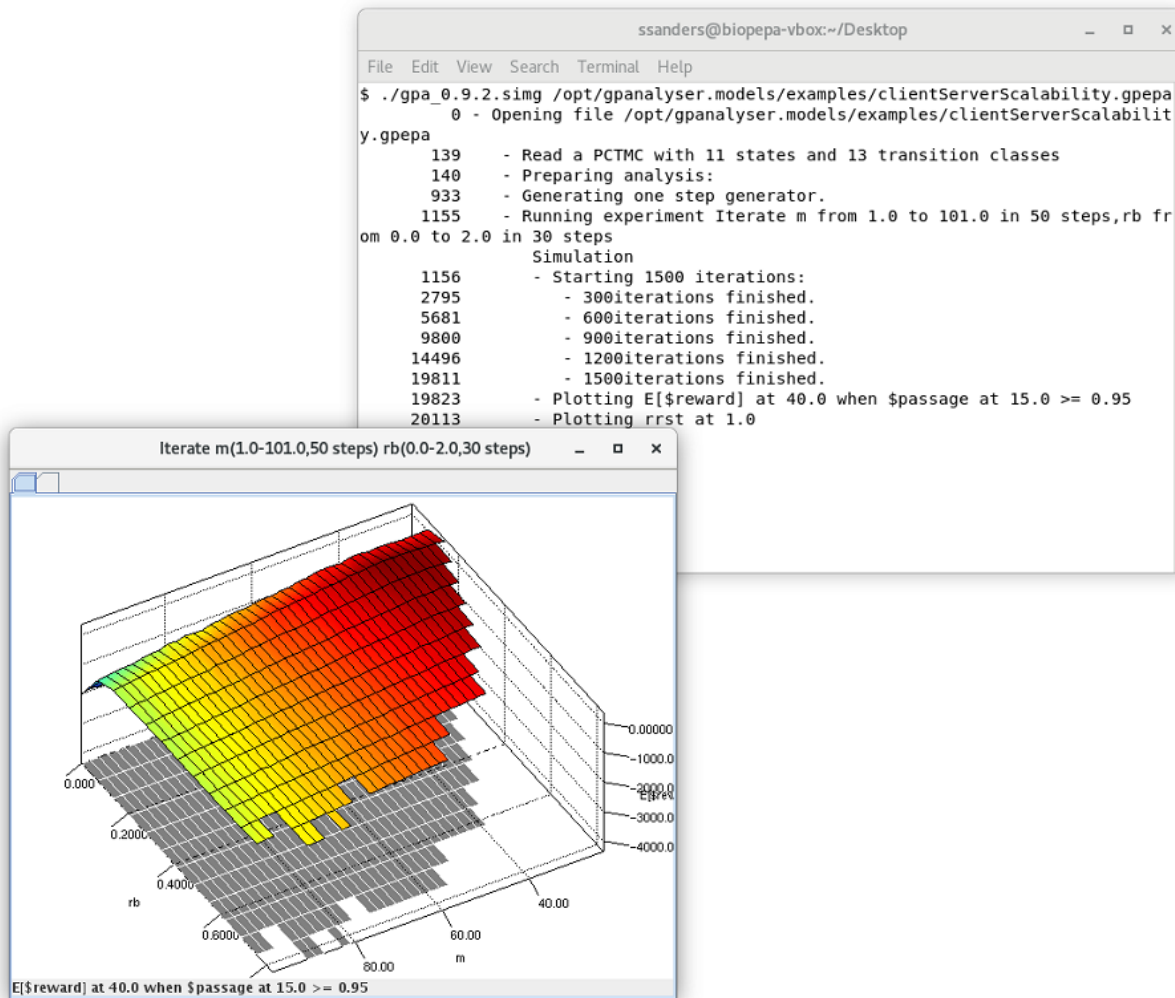 ssanders@biopepa-vbox:~/Desktop
File Edit View Search Terminal Help
$ ./gpa_0.9.2.simg /opt/gpanalyser.models/examples/clientServerScalability.gpepa
0 - Opening file /opt/gpanalyser.models/examples/clientServerScalabilit
y.gpepa
139 - Read a PCTMC with 11 states and 13 transition classes
140 - Preparing analysis:
933 - Generating one step generator.
1155 - Running experiment Iterate m from 1.0 to 101.0 in 50 steps,rb fr
om 0.0 to 2.0 in 30 steps
Simulation
1156 - Starting 1500 iterations:
2795 - 300iterations finished.
5681 - 600iterations finished.
9800 - 900iterations finished.
14496 - 1200iterations finished.
19811 - 1500iterations finished.
19823 - Plotting E[$reward] at 40.0 when $passage at 15.0 >= 0.95
20113 - Plotting rrst at 1.0
Iterate m(1.0-101.0,50 steps) rb(0.0-2.0,30 steps)
0.00000
-1000.0
-2000.0
-3000.0
-4000.0
0.000
0.2000
0.4000
0.6000
rb
40.00
60.00
80.00
m
E[$reward] at 40.0 when $passage at 15.0 >= 0.95